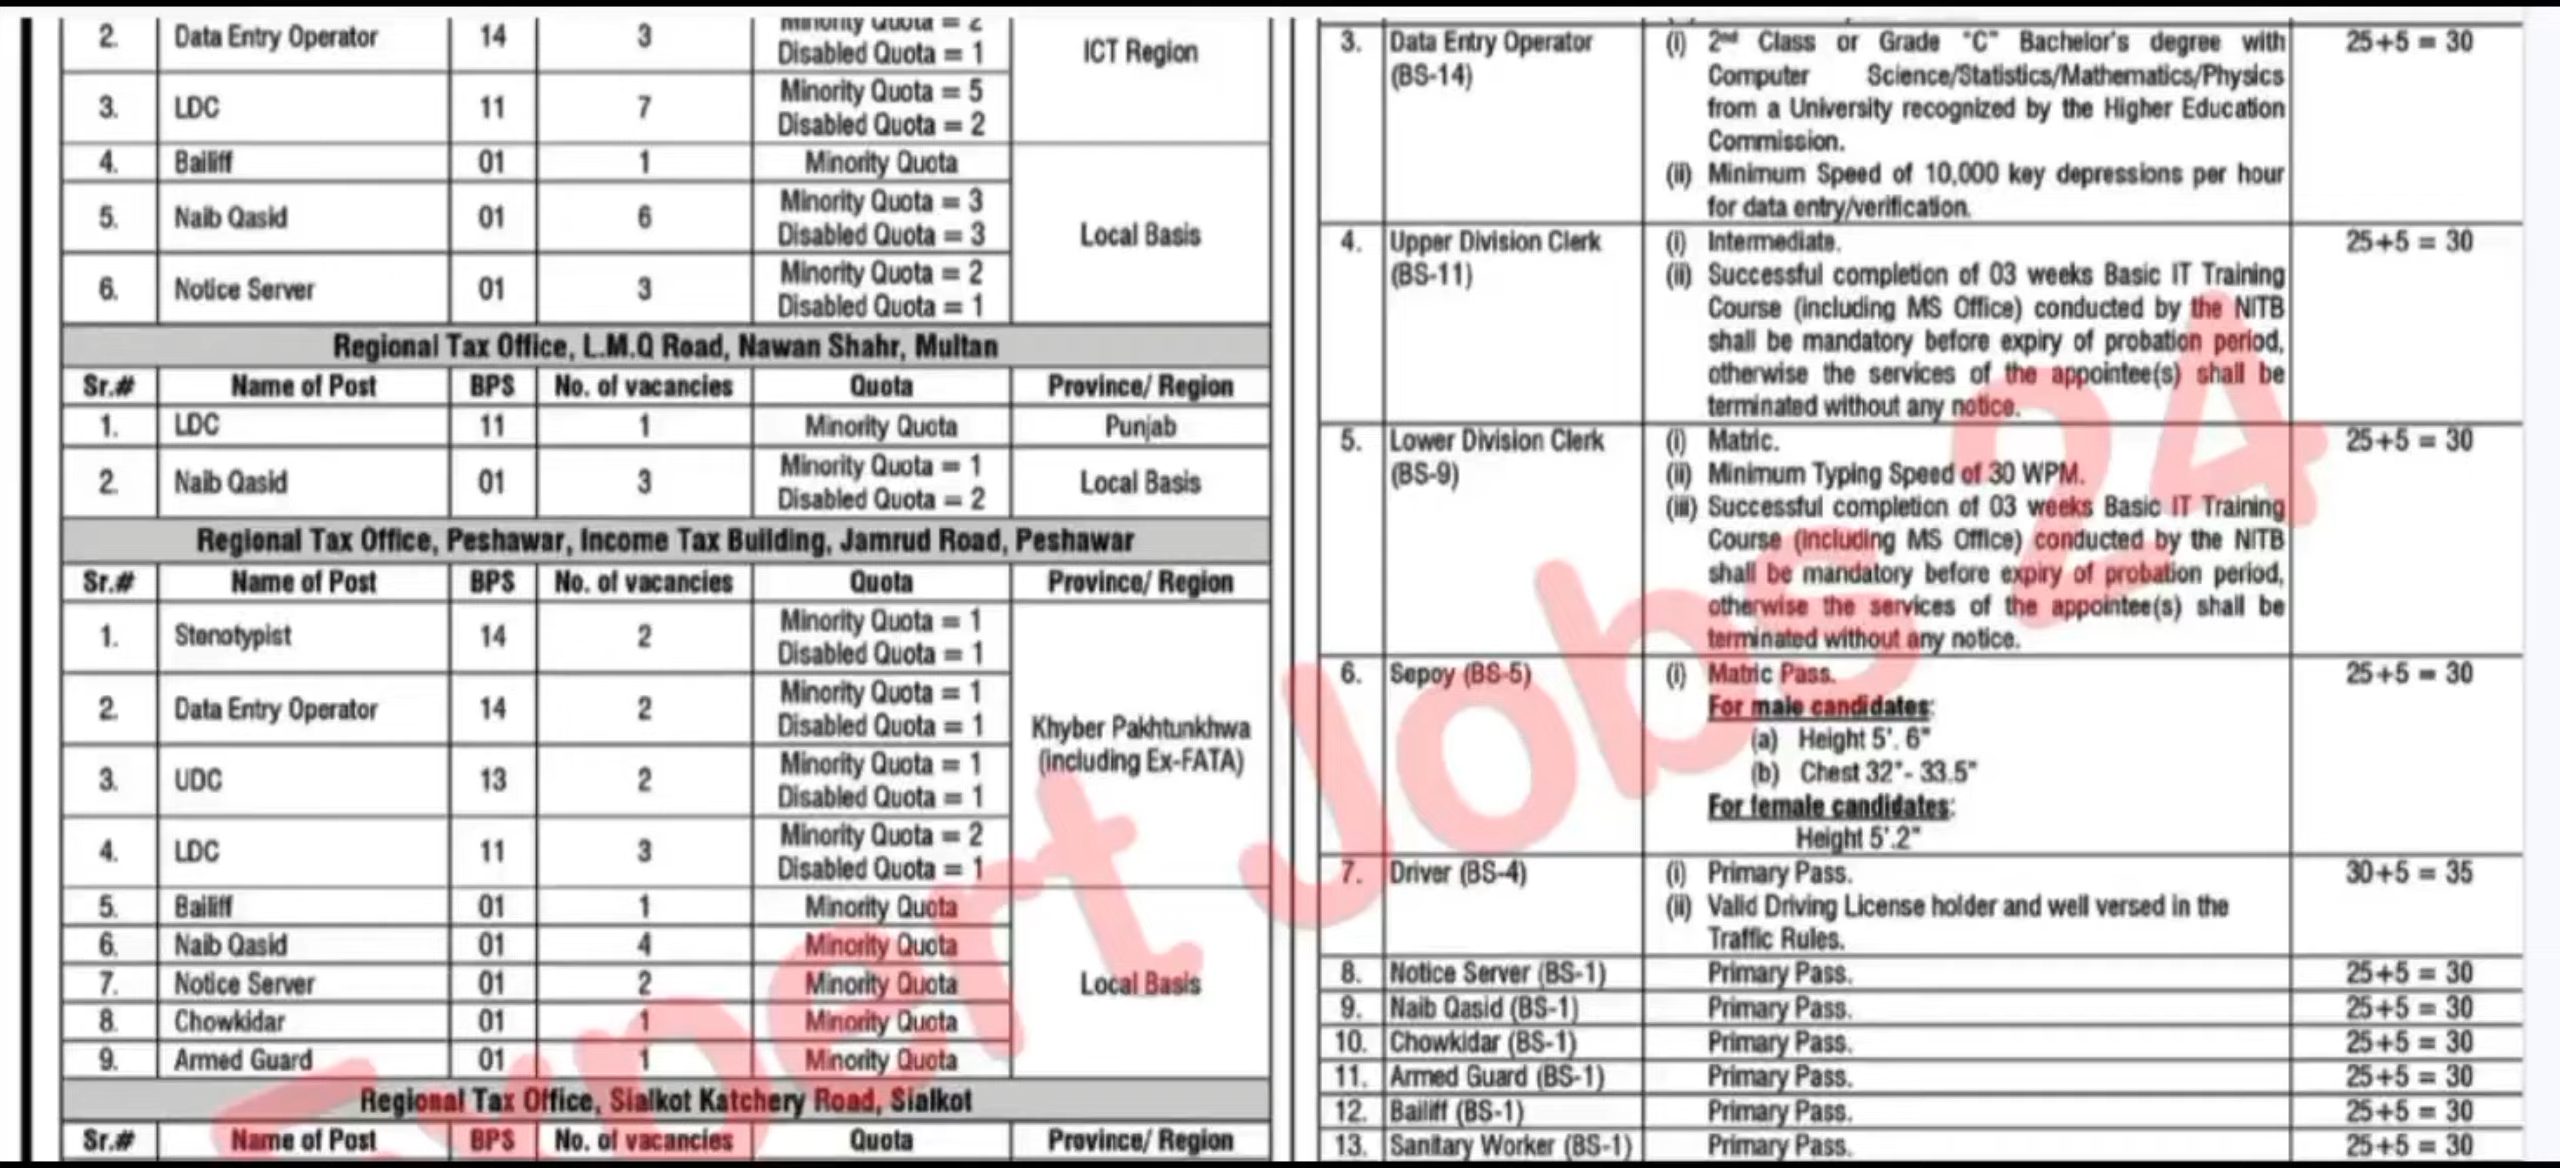 2. Data Entry Operator 14 3 Minority Quota = 2
Disabled Quota = 1 ICT Region
3. LDC 11 7 Minority Quota = 5
Disabled Quota = 2
4. Bailiff 01 1 Minority Quota
5. Naib Qasid 01 6 Minority Quota = 3
Disabled Quota = 3 Local Basis
6. Notice Server 01 3 Minority Quota = 2
Disabled Quota = 1
Regional Tax Office, L.M.Q Road, Nawan Shahr, Multan
Sr.# Name of Post BPS No. of vacancies Quota Province/ Region
1. LDC 11 1 Minority Quota Punjab
2. Naib Qasid 01 3 Minority Quota = 1
Disabled Quota = 2 Local Basis
Regional Tax Office, Peshawar, Income Tax Building, Jamrud Road, Peshawar
Sr.# Name of Post BPS No. of vacancies Quota Province/ Region
1. Stenotypist 14 2 Minority Quota = 1
Disabled Quota = 1
2. Data Entry Operator 14 2 Minority Quota = 1
Disabled Quota = 1 Khyber Pakhtunkhwa
3. UDC 13 2 Minority Quota = 1 (including Ex-FATA)
Disabled Quota = 1
4. LDC 11 3 Minority Quota = 2
Disabled Quota = 1
5. Bailiff 01 1 Minority Quota
6. Naib Qasid 01 4 Minority Quota
7. Notice Server 01 2 Minority Quota Local Basis
8. Chowkidar 01 1 Minority Quota
9. Armed Guard 01 1 Minority Quota
Regional Tax Office, Sialkot Katchery Road, Sialkot
Sr.# Name of Post BPS No. of vacancies Quota Province/ Region
3. Data Entry Operator (i) 2nd Class or Grade "C" Bachelor's degree with 25+5 = 30
(BS-14) Computer Science/Statistics/Mathematics/Physics
from a University recognized by the Higher Education
Commission.
(ii) Minimum Speed of 10,000 key depressions per hour
for data entry/verification.
4. Upper Division Clerk (i) Intermediate. 25+5 = 30
(BS-11) (ii) Successful completion of 03 weeks Basic IT Training
Course (including MS Office) conducted by the NITB
shall be mandatory before expiry of probation period,
otherwise the services of the appointee(s) shall be
terminated without any notice.
5. Lower Division Clerk (i) Matric. 25+5 = 30
(BS-9) (ii) Minimum Typing Speed of 30 WPM.
(iii) Successful completion of 03 weeks Basic IT Training
Course (including MS Office) conducted by the NITB
shall be mandatory before expiry of probation period,
otherwise the services of the appointee(s) shall be
terminated without any notice.
6. Sepoy (BS-5) (i) Matric Pass. 25+5 = 30
For male candidates:
(a) Height 5'. 6"
(b) Chest 32"- 33.5"
For female candidates:
Height 5'.2"
7. Driver (BS-4) (i) Primary Pass. 30+5 = 35
(ii) Valid Driving License holder and well versed in the
Traffic Rules.
8. Notice Server (BS-1) Primary Pass. 25+5 = 30
9. Naib Qasid (BS-1) Primary Pass. 25+5 = 30
10. Chowkidar (BS-1) Primary Pass. 25+5 = 30
11. Armed Guard (BS-1) Primary Pass. 25+5 = 30
12. Bailiff (BS-1) Primary Pass. 25+5 = 30
13. Sanitary Worker (BS-1) Primary Pass. 25+5 = 30
Jobs 24